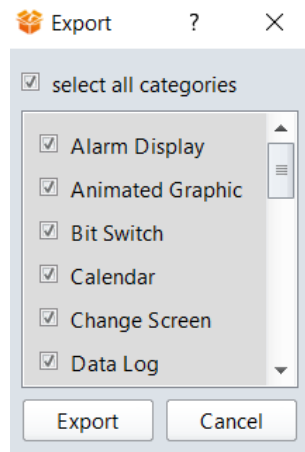 Export ?
select all categories
Alarm Display
Animated Graphic
Bit Switch
Calendar
Change Screen
Data Log
Export Cancel